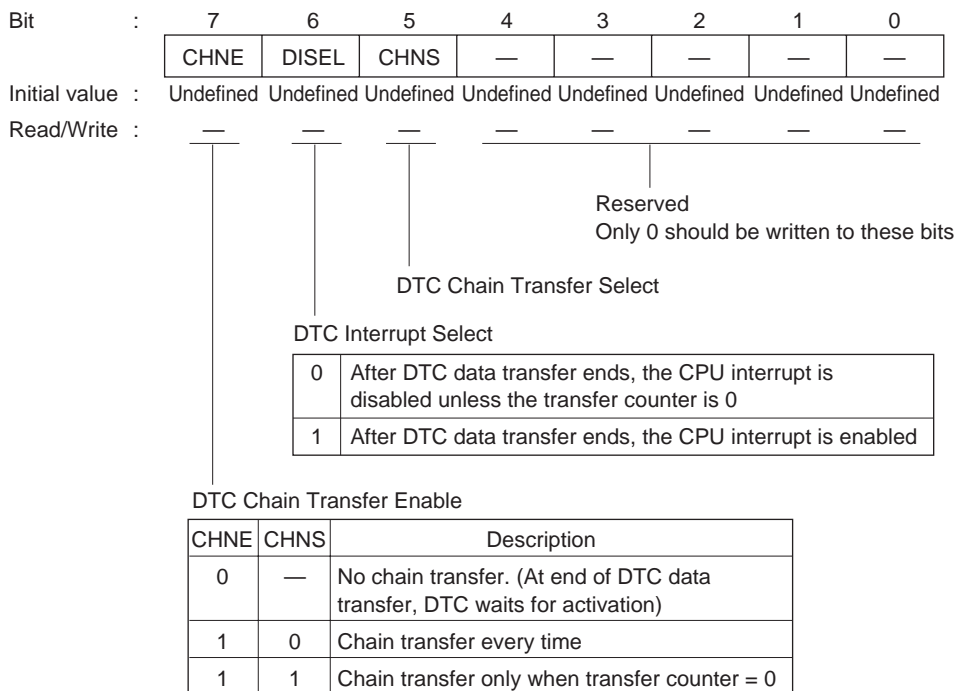 Bit : 7 6 5 4 3 2 1 0
CHNE DISEL CHNS — — — — —
Initial value : Undefined Undefined Undefined Undefined Undefined Undefined Undefined Undefined
Read/Write : — — — — — — — —
Reserved
Only 0 should be written to these bits
DTC Chain Transfer Select
DTC Interrupt Select
0 After DTC data transfer ends, the CPU interrupt is
disabled unless the transfer counter is 0
1 After DTC data transfer ends, the CPU interrupt is enabled
DTC Chain Transfer Enable
CHNE CHNS Description
0 — No chain transfer. (At end of DTC data
transfer, DTC waits for activation)
1 0 Chain transfer every time
1 1 Chain transfer only when transfer counter = 0